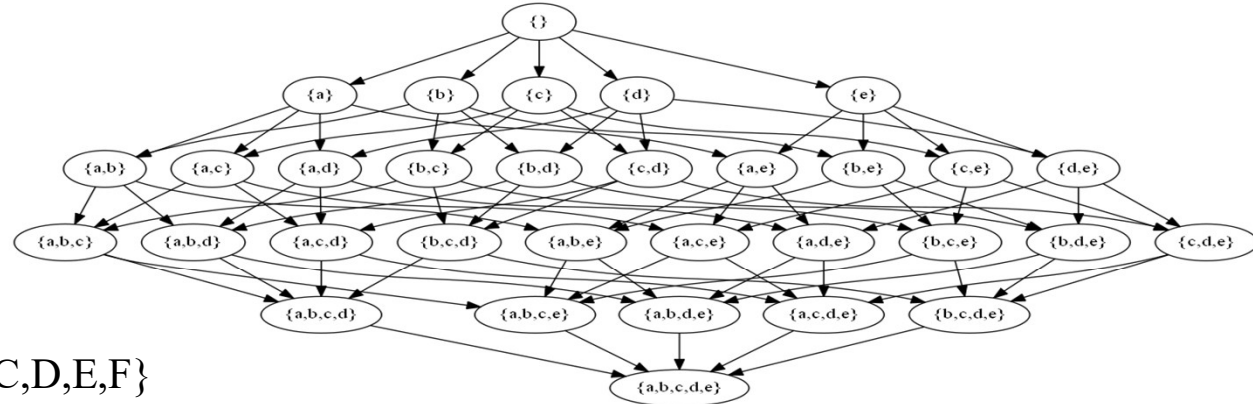 {}
{a} {b} {c} {d} {e}
{a,b} {a,c} {a,d} {b,c} {b,d} {c,d} {a,e} {b,e} {c,e} {d,e}
{a,b,c} {a,b,d} {a,c,d} {b,c,d} {a,b,e} {a,c,e} {a,d,e} {b,c,e} {b,d,e} {c,d,e}
{a,b,c,d} {a,b,c,e} {a,b,d,e} {a,c,d,e} {b,c,d,e}
C,D,E,F}
{a,b,c,d,e}